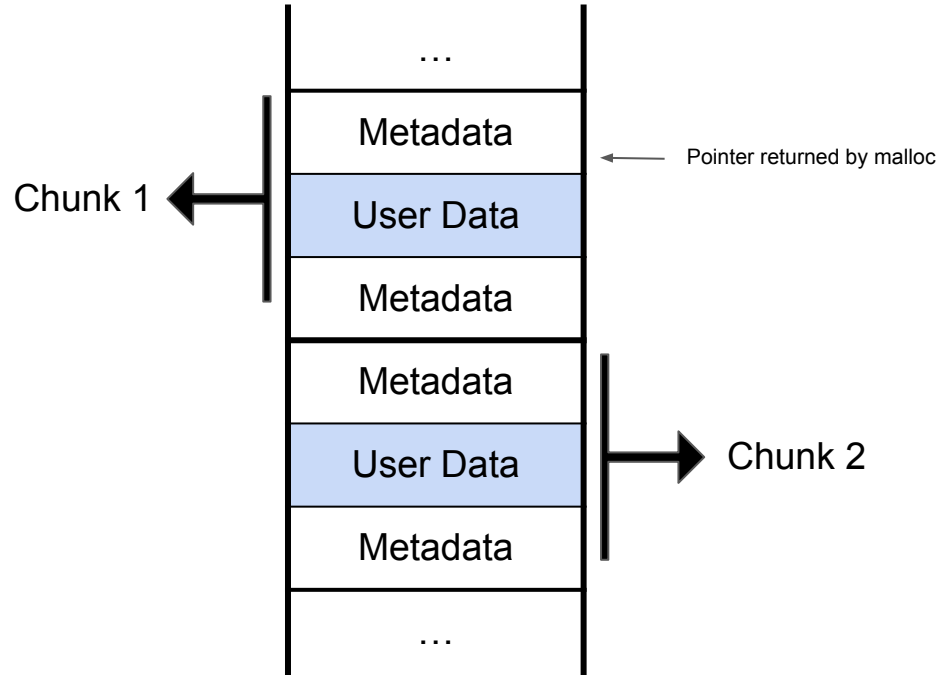 …
Metadata
Pointer returned by malloc
Chunk 1
User Data
Metadata
Metadata
User Data
Chunk 2
Metadata
…